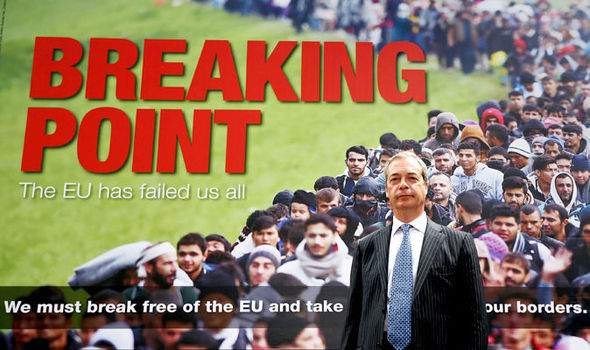 BREAKING
POINT
The EU has failed us all
We must break free of the EU and take our borders.